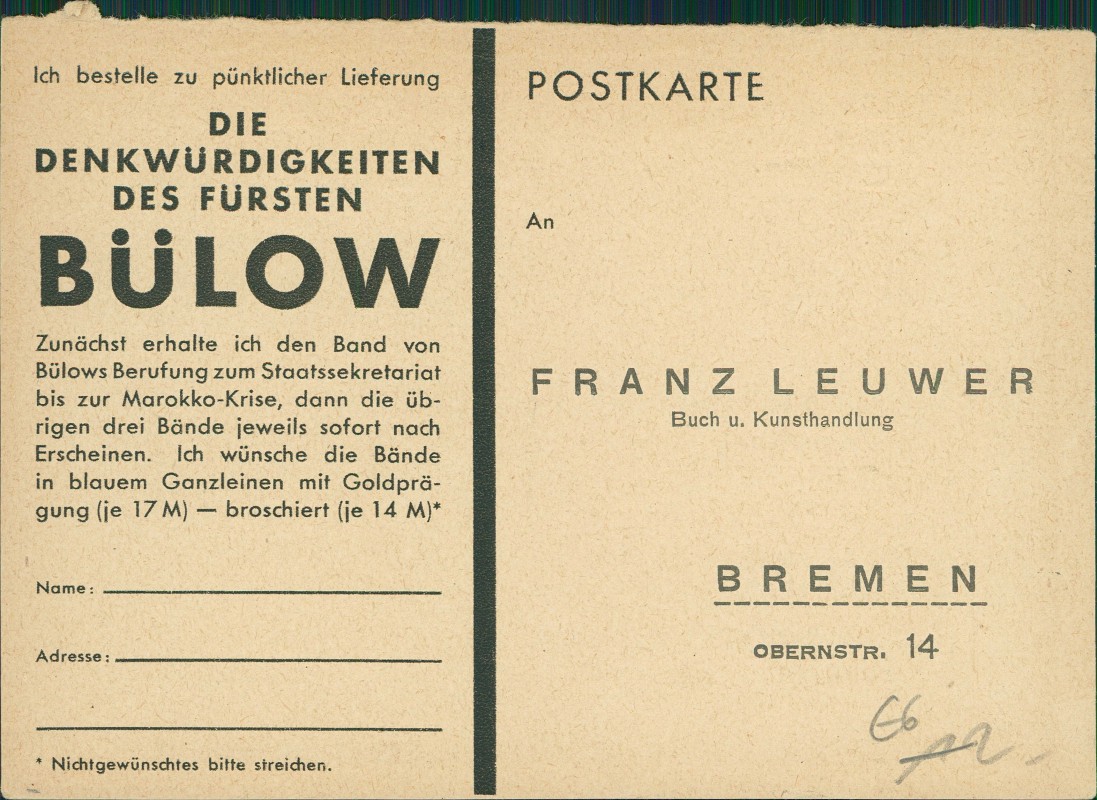 Ich bestelle zu pünktlicher Lieferung
DIE
DENKWÜRDIGKEITEN
DES FÜRSTEN
BÜLOW
Zunächst erhalte ich den Band von
Bülows Berufung zum Staatssekretariat
bis zur Marokko-Krise, dann die üb-
rigen drei Bände jeweils sofort nach
Erscheinen. Ich wünsche die Bände
in blauem Ganzleinen mit Goldprä-
gung (je 17 M) — broschiert (je 14 M)*
Name:
Adresse:
* Nichtgewünschtes bitte streichen.
POSTKARTE
An
FRANZ LEUWER
Buch u. Kunsthandlung
BREMEN
OBERNSTR. 14